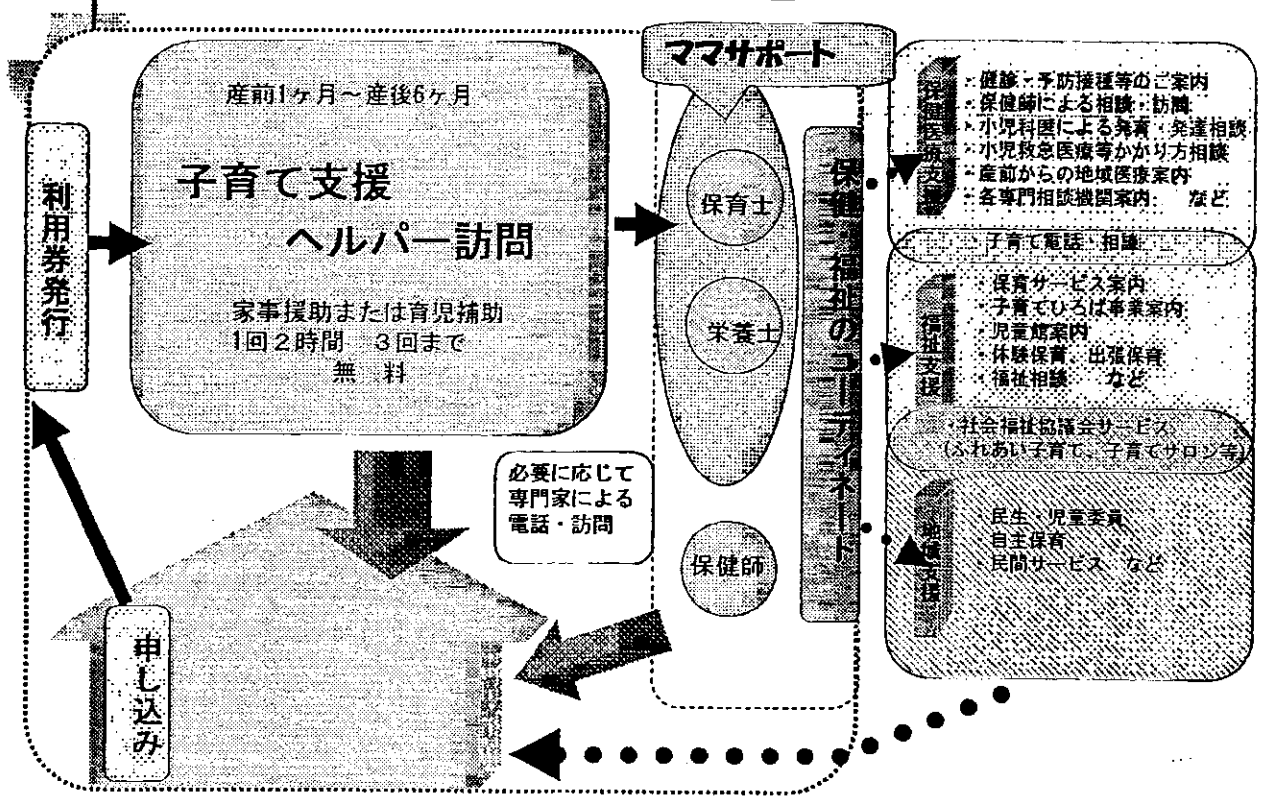 ママサポート
産前1ヶ月～産後6ヶ月
子育て支援
ヘルパー訪問
家事援助または育児補助
1回2時間 3回まで
無 料
利用券発行
申し込み
必要に応じて
専門家による
電話・訪問
保育士
栄養士
保健師
保健・福祉のコーディネート
保健医療支援
・健診・予防接種等のご案内
・保健師による相談・訪問
・小児科医による発育・発達相談
・小児救急医療等かかり方相談
・産前からの地域医療案内
・各専門相談機関案内 など
・子育て電話・相談
福祉支援
・保育サービス案内
・子育てひろば事業案内
・児童館案内
・体験保育、出張保育
・福祉相談 など
・社会福祉協議会サービス
(ふれあい子育て、子育てサロン等)
地域支援
・民生・児童委員
自主保育
・民間サービス など